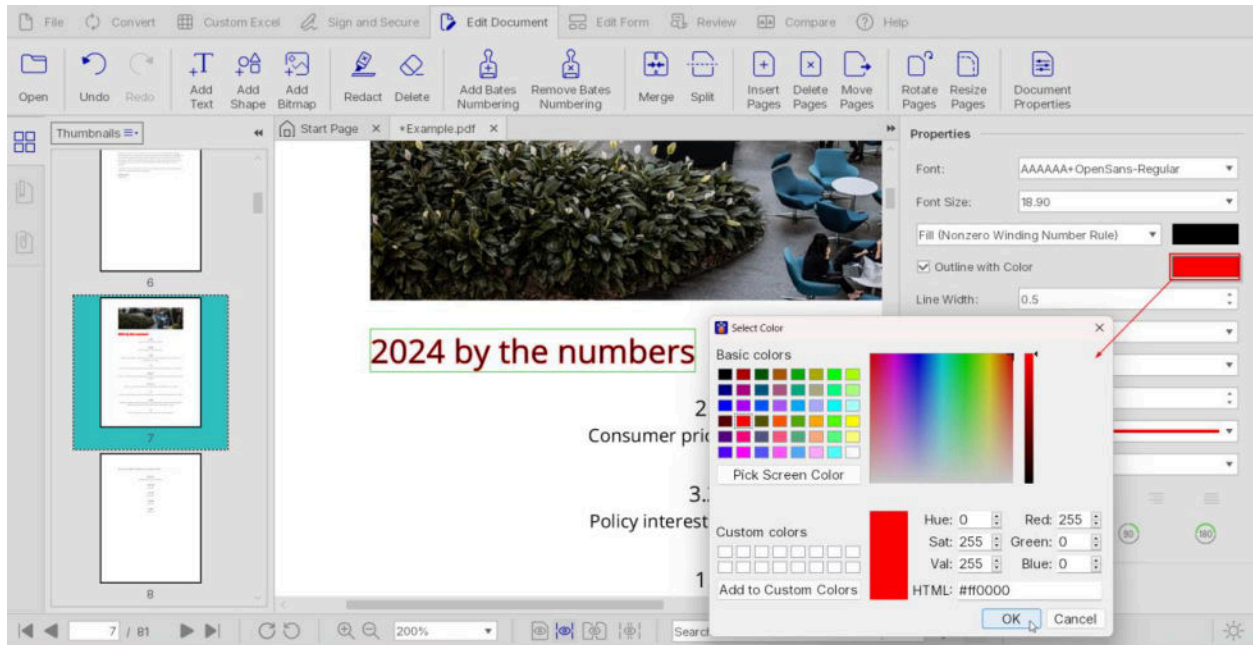 File Convert Custom Excel Sign and Secure Edit Document Edit Form Review Compare Help
Open Undo Redo Add Text Add Shape Add Bitmap Redact Delete Add Bates Numbering Remove Bates Numbering Merge Split Insert Pages Delete Pages Move Pages Rotate Pages Resize Pages Document Properties
Thumbnails
Start Page *Example.pdf
Properties
Font: AAAAAA+OpenSans-Regular
Font Size: 18.90
Fill (Nonzero Winding Number Rule)
Outline with Color
Line Width: 0.5
6
7
8
2024 by the numbers
2
Consumer pri
3.
Policy interest
1
Select Color
Basic colors
Pick Screen Color
Custom colors
Add to Custom Colors
Hue: 0 Red: 255
Sat: 255 Green: 0
Val: 255 Blue: 0
HTML: #ff0000
OK Cancel
90 180
7 / 81 200% Searc